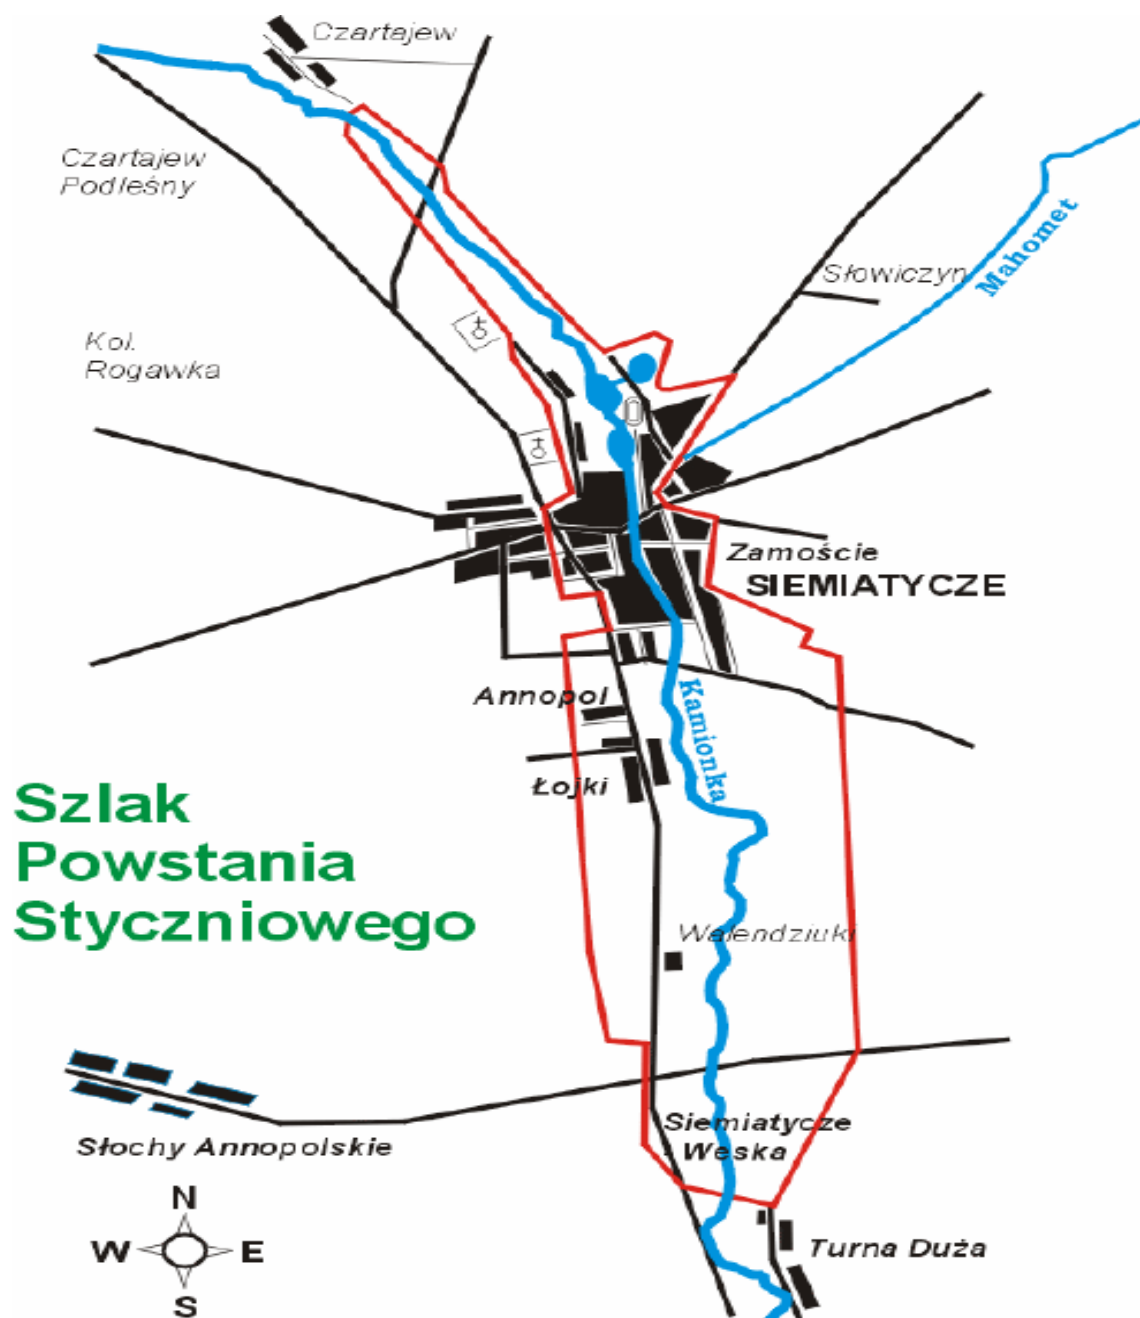 Czartajew
Czartajew
Podleśny
Mahomet
Słowiczyn
Kol.
Rogawka
Zamoście
SIEMIATYCZE
Annopol
Kamionka
Łojki
Szlak
Powstania
Styczniowego
Walendziuki
Siemiatycze
- Weska
Słochy Annopolskie
N
W E
S
Turna Duża